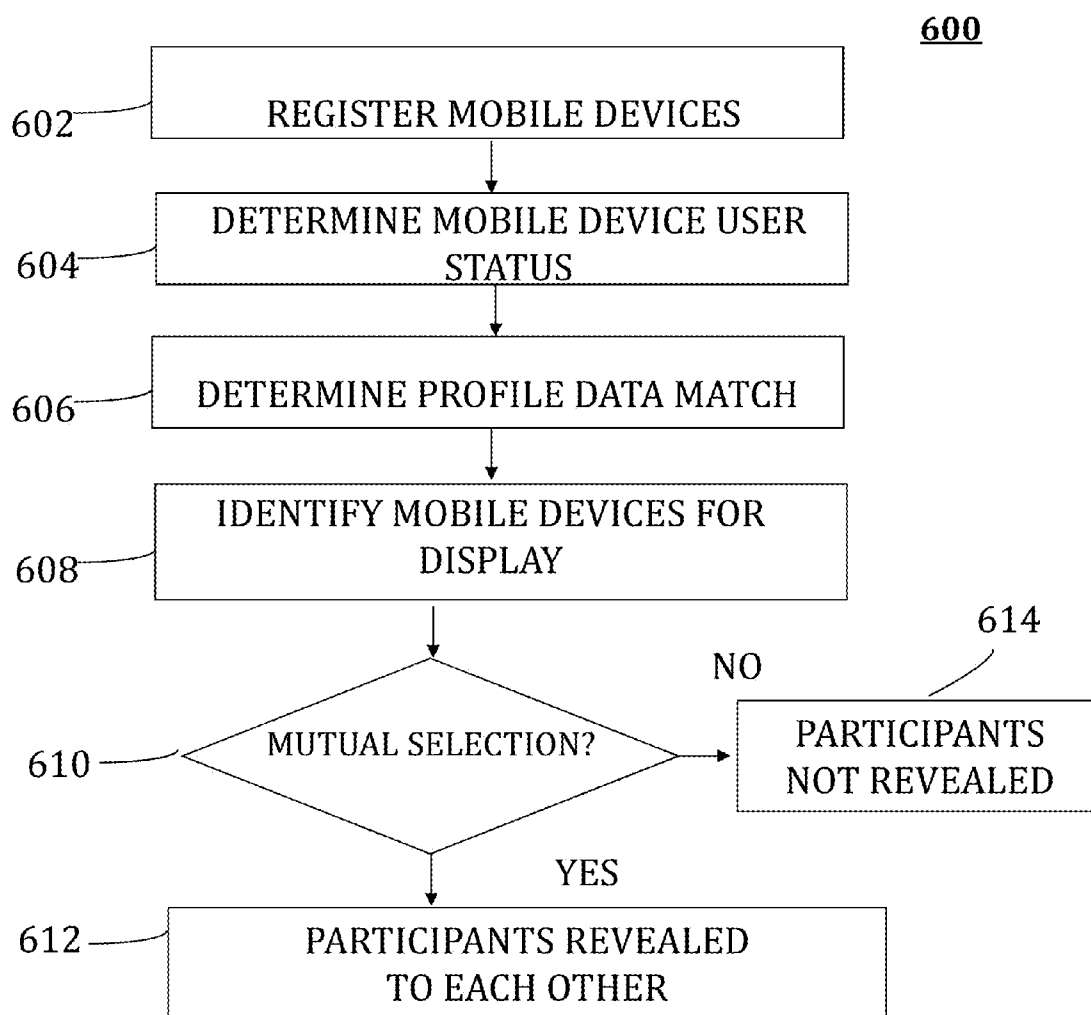 600
602
REGISTER MOBILE DEVICES
604
DETERMINE MOBILE DEVICE USER
STATUS
606
DETERMINE PROFILE DATA MATCH
608
IDENTIFY MOBILE DEVICES FOR
DISPLAY
610
MUTUAL SELECTION?
NO
614
PARTICIPANTS
NOT REVEALED
YES
612
PARTICIPANTS REVEALED
TO EACH OTHER